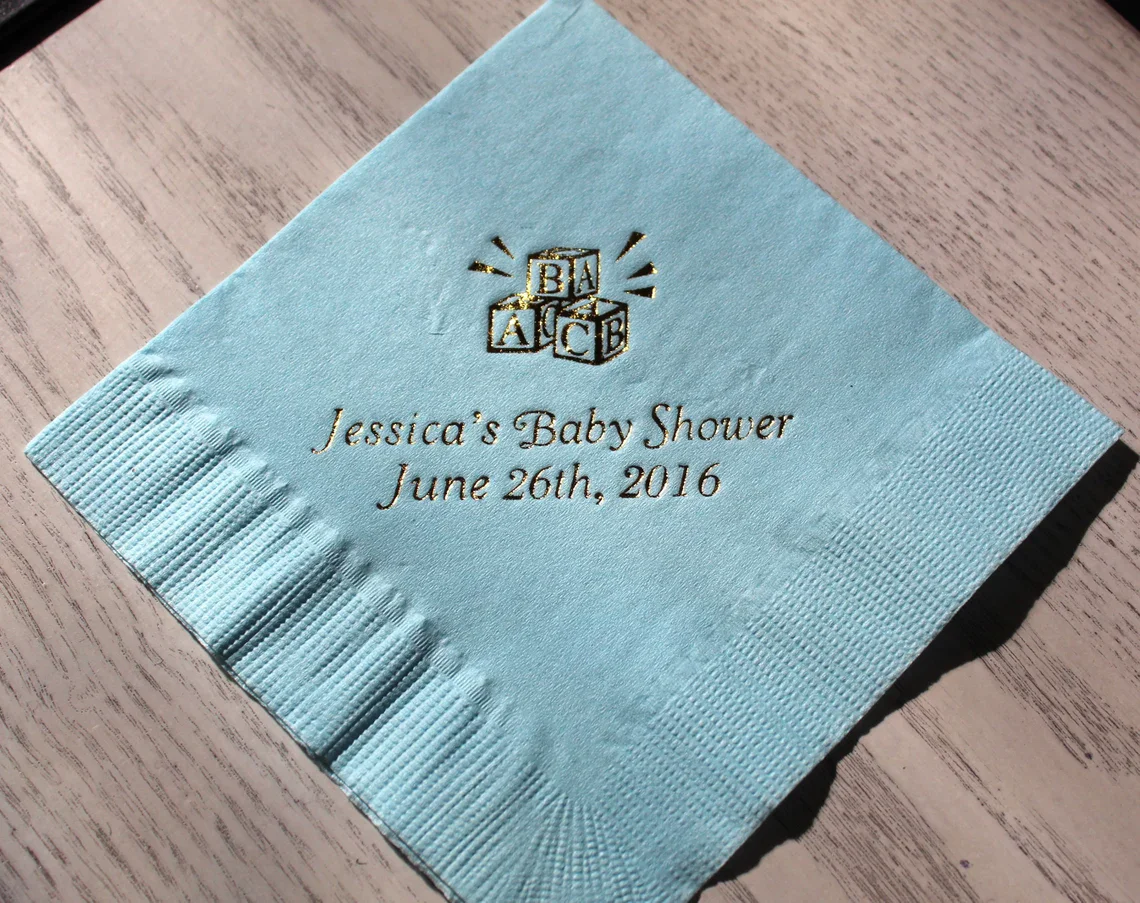 B A
A C C B
Jessica's Baby Shower
June 26th, 2016